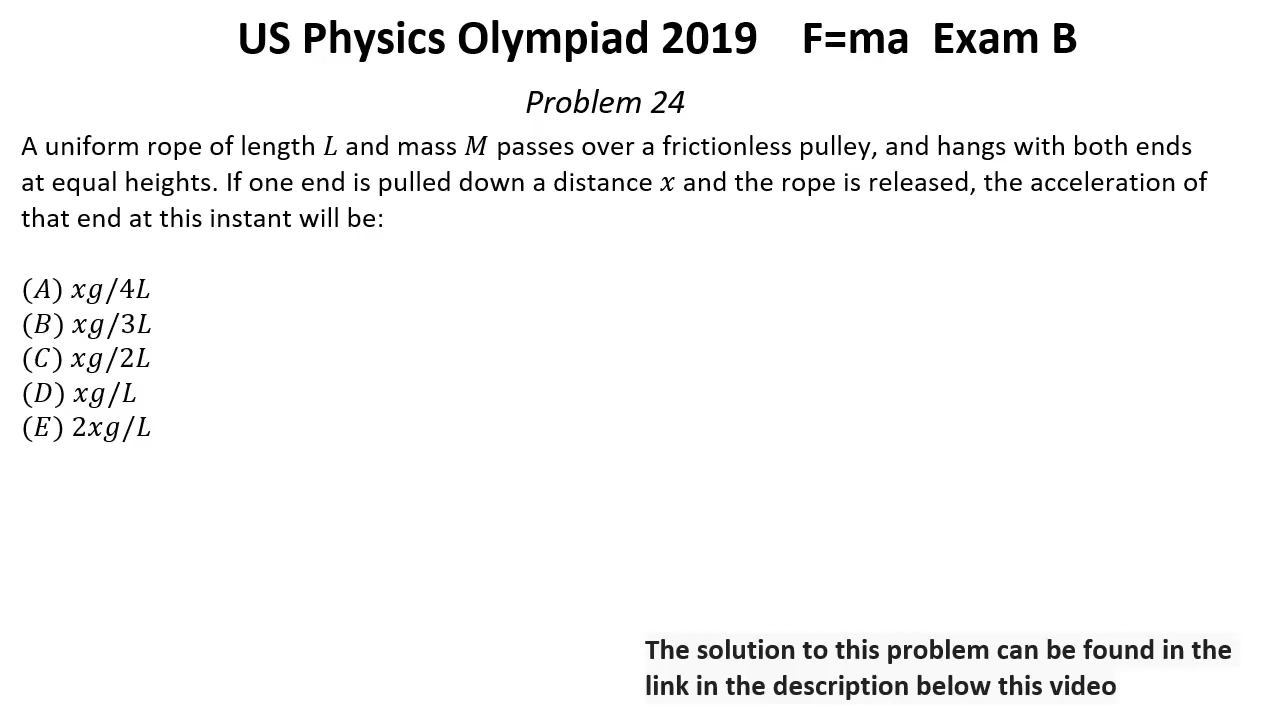 US Physics Olympiad 2019 F=ma Exam B
Problem 24
A uniform rope of length L and mass M passes over a frictionless pulley, and hangs with both ends
at equal heights. If one end is pulled down a distance x and the rope is released, the acceleration of
that end at this instant will be:
(A) xg/4L
(B) xg/3L
(C) xg/2L
(D) xg/L
(E) 2xg/L
The solution to this problem can be found in the
link in the description below this video